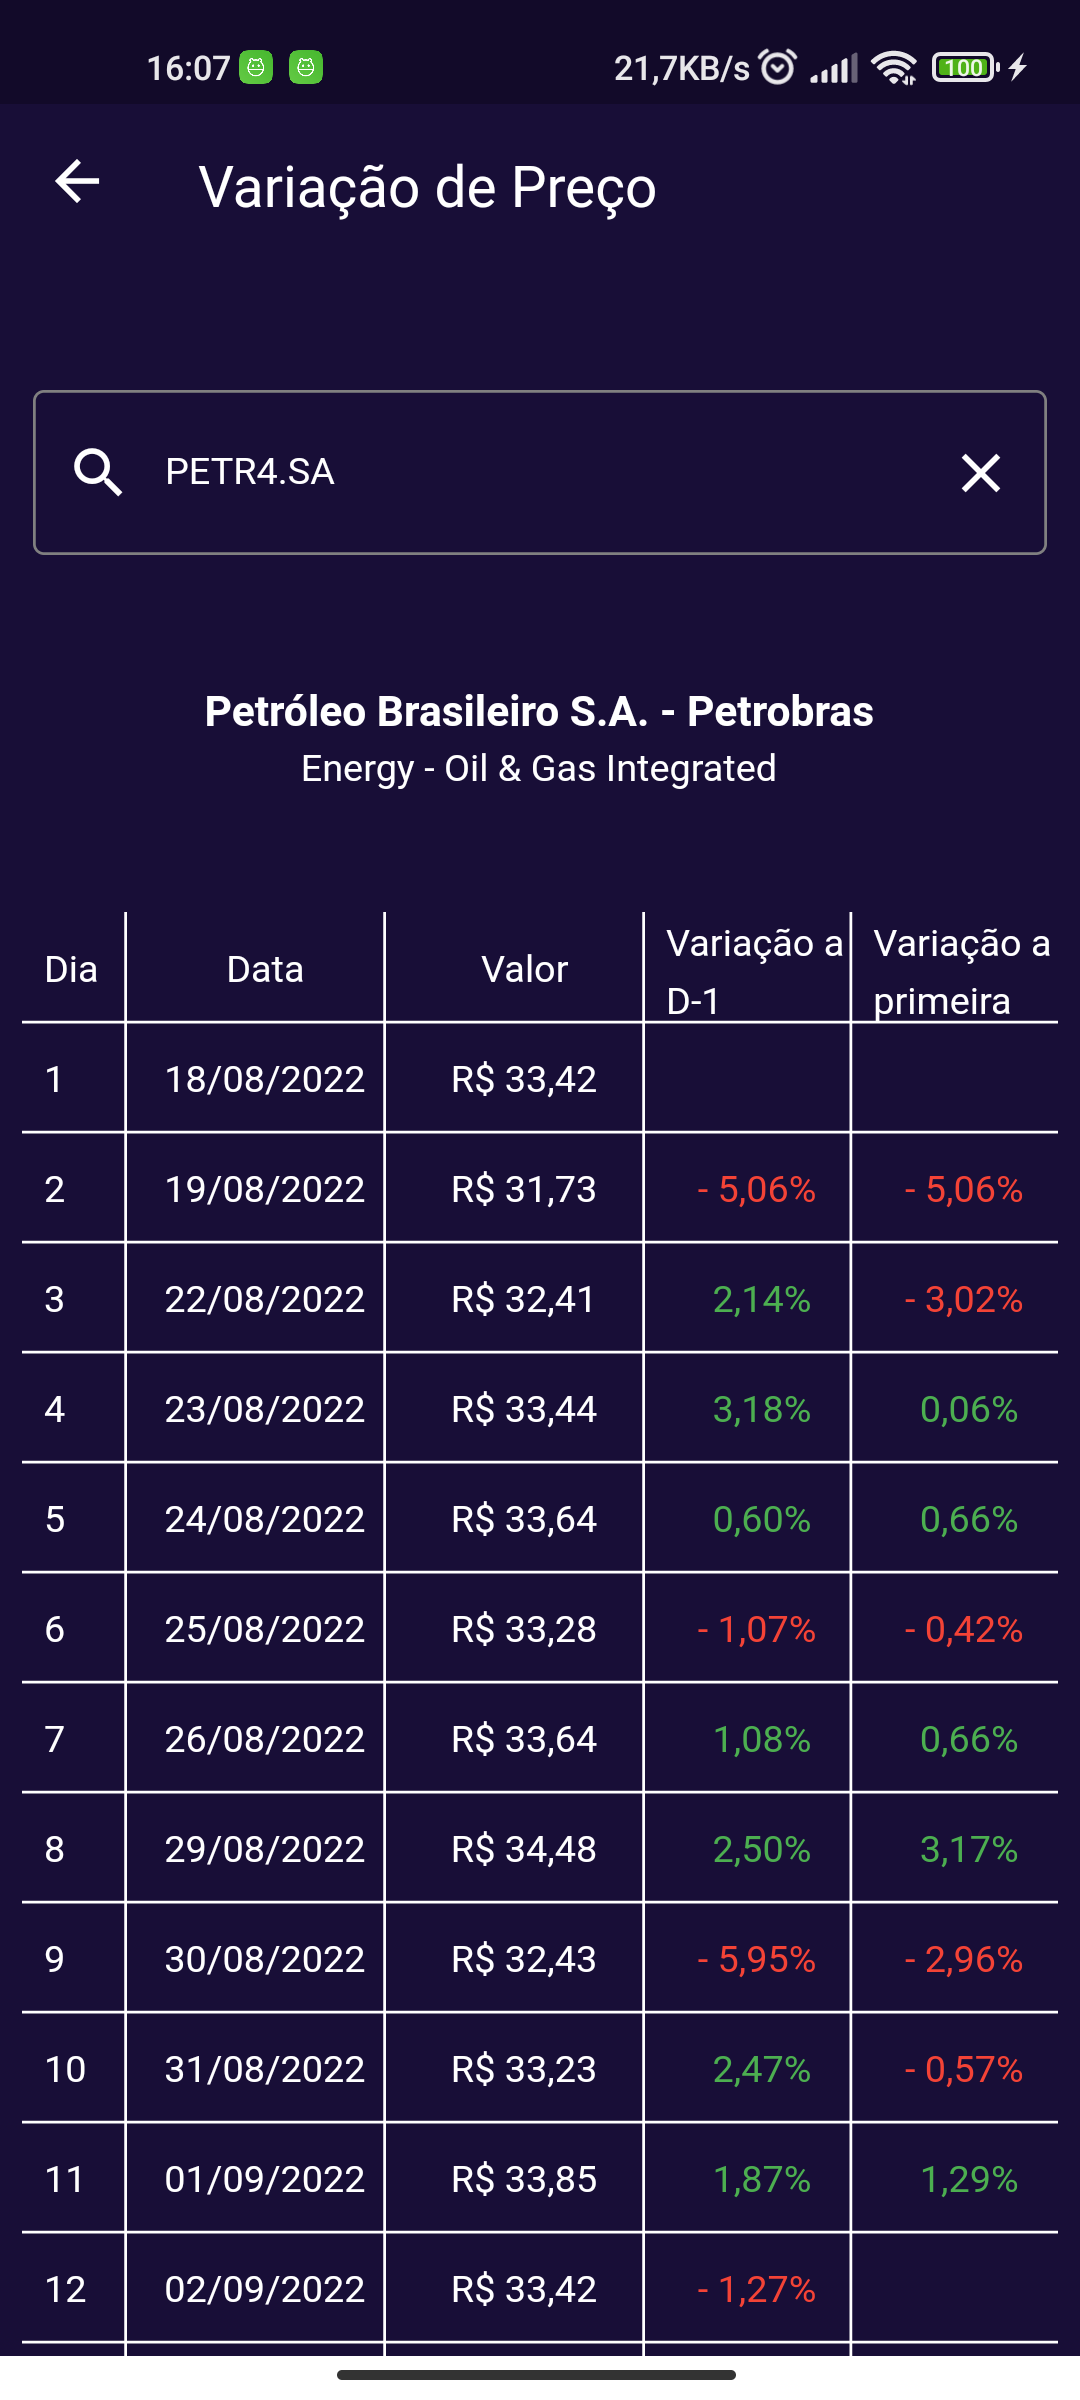 16:07 21,7KB/s 100
Variação de Preço
PETR4.SA
Petróleo Brasileiro S.A. - Petrobras
Energy - Oil & Gas Integrated
Dia Data Valor Variação a D-1 Variação a primeira
1 18/08/2022 R$ 33,42
2 19/08/2022 R$ 31,73 - 5,06% - 5,06%
3 22/08/2022 R$ 32,41 2,14% - 3,02%
4 23/08/2022 R$ 33,44 3,18% 0,06%
5 24/08/2022 R$ 33,64 0,60% 0,66%
6 25/08/2022 R$ 33,28 - 1,07% - 0,42%
7 26/08/2022 R$ 33,64 1,08% 0,66%
8 29/08/2022 R$ 34,48 2,50% 3,17%
9 30/08/2022 R$ 32,43 - 5,95% - 2,96%
10 31/08/2022 R$ 33,23 2,47% - 0,57%
11 01/09/2022 R$ 33,85 1,87% 1,29%
12 02/09/2022 R$ 33,42 - 1,27%